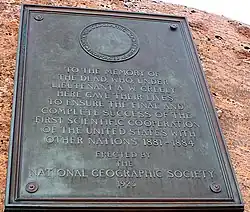 TO THE MEMORY OF
THE DEAD WHO UNDER
LIEUTENANT A.W. GREELY
HERE GAVE THEIR LIVES
TO ENSURE THE FINAL AND
COMPLETE SUCCESS OF THE
FIRST SCIENTIFIC COOPERATION
OF THE UNITED STATES WITH
OTHER NATIONS 1881-1884
ERECTED BY
THE
NATIONAL GEOGRAPHIC SOCIETY